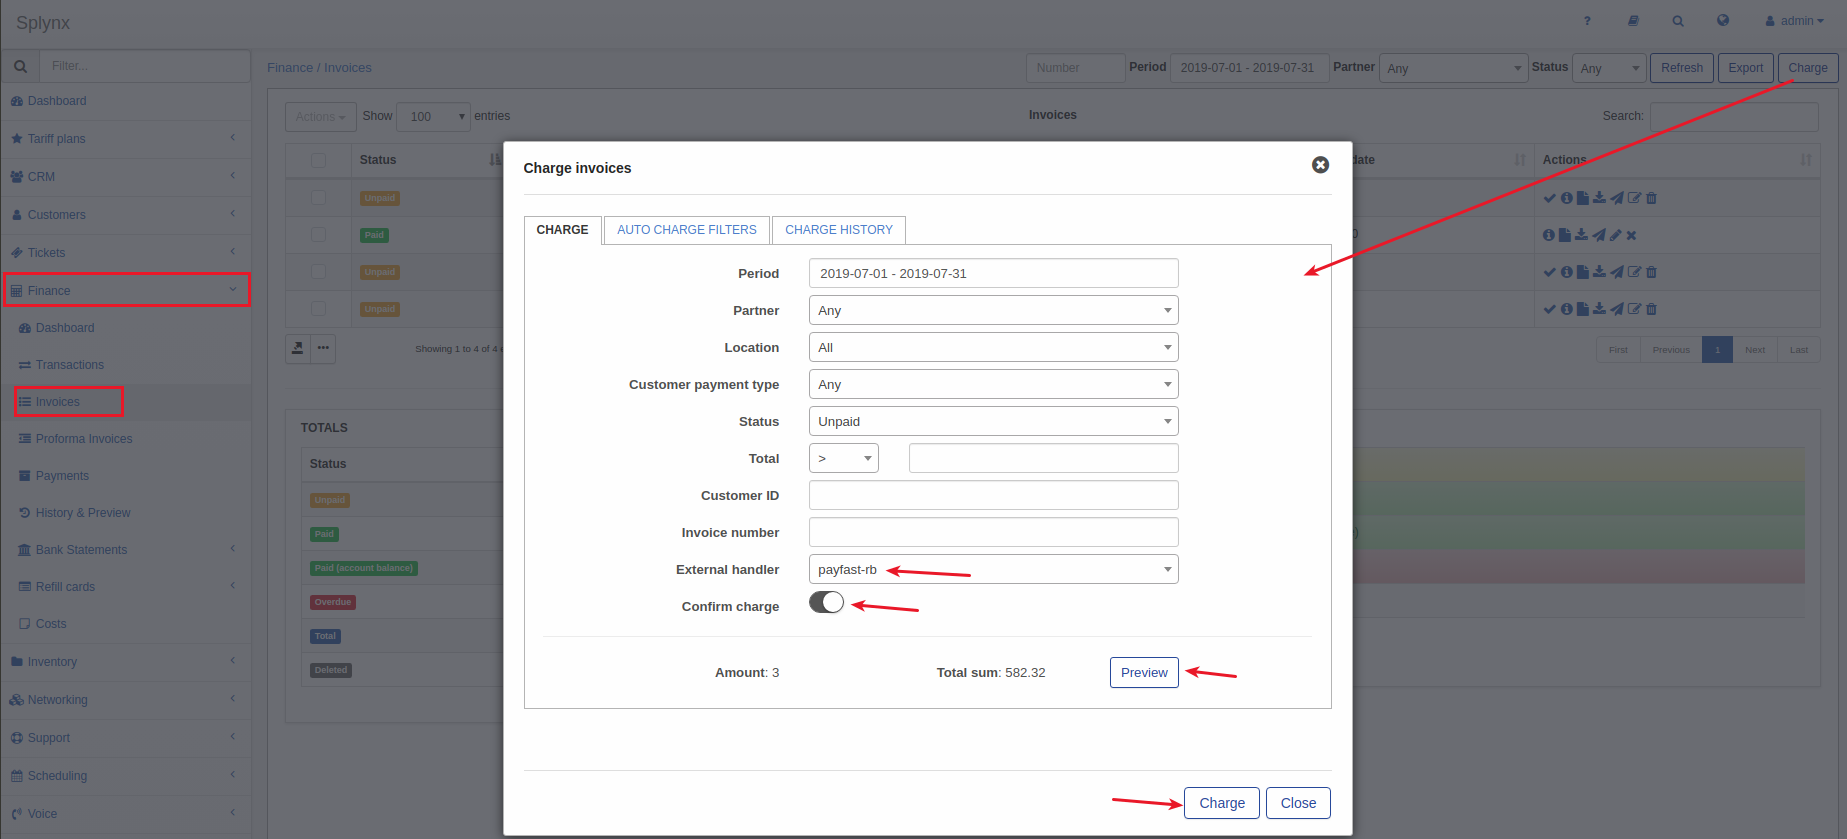 Splynx
? admin
Filter...
Finance / Invoices
Number Period 2019-07-01 - 2019-07-31 Partner Any Status Any Refresh Export Charge
Dashboard
Tariff plans
CRM
Customers
Tickets
Finance
Dashboard
Transactions
Invoices
Proforma Invoices
Payments
History & Preview
Bank Statements
Refill cards
Costs
Inventory
Networking
Support
Scheduling
Voice
Actions Show 100 entries Invoices Search:
Status date Actions
Unpaid
Paid
Unpaid
Unpaid
Showing 1 to 4 of 4
First Previous 1 Next Last
TOTALS
Status
Unpaid
Paid
Paid (account balance)
Overdue
Total
Deleted
Charge invoices
CHARGE AUTO CHARGE FILTERS CHARGE HISTORY
Period 2019-07-01 - 2019-07-31
Partner Any
Location All
Customer payment type Any
Status Unpaid
Total >
Customer ID
Invoice number
External handler payfast-rb
Confirm charge
Amount: 3 Total sum: 582.32 Preview
Charge Close